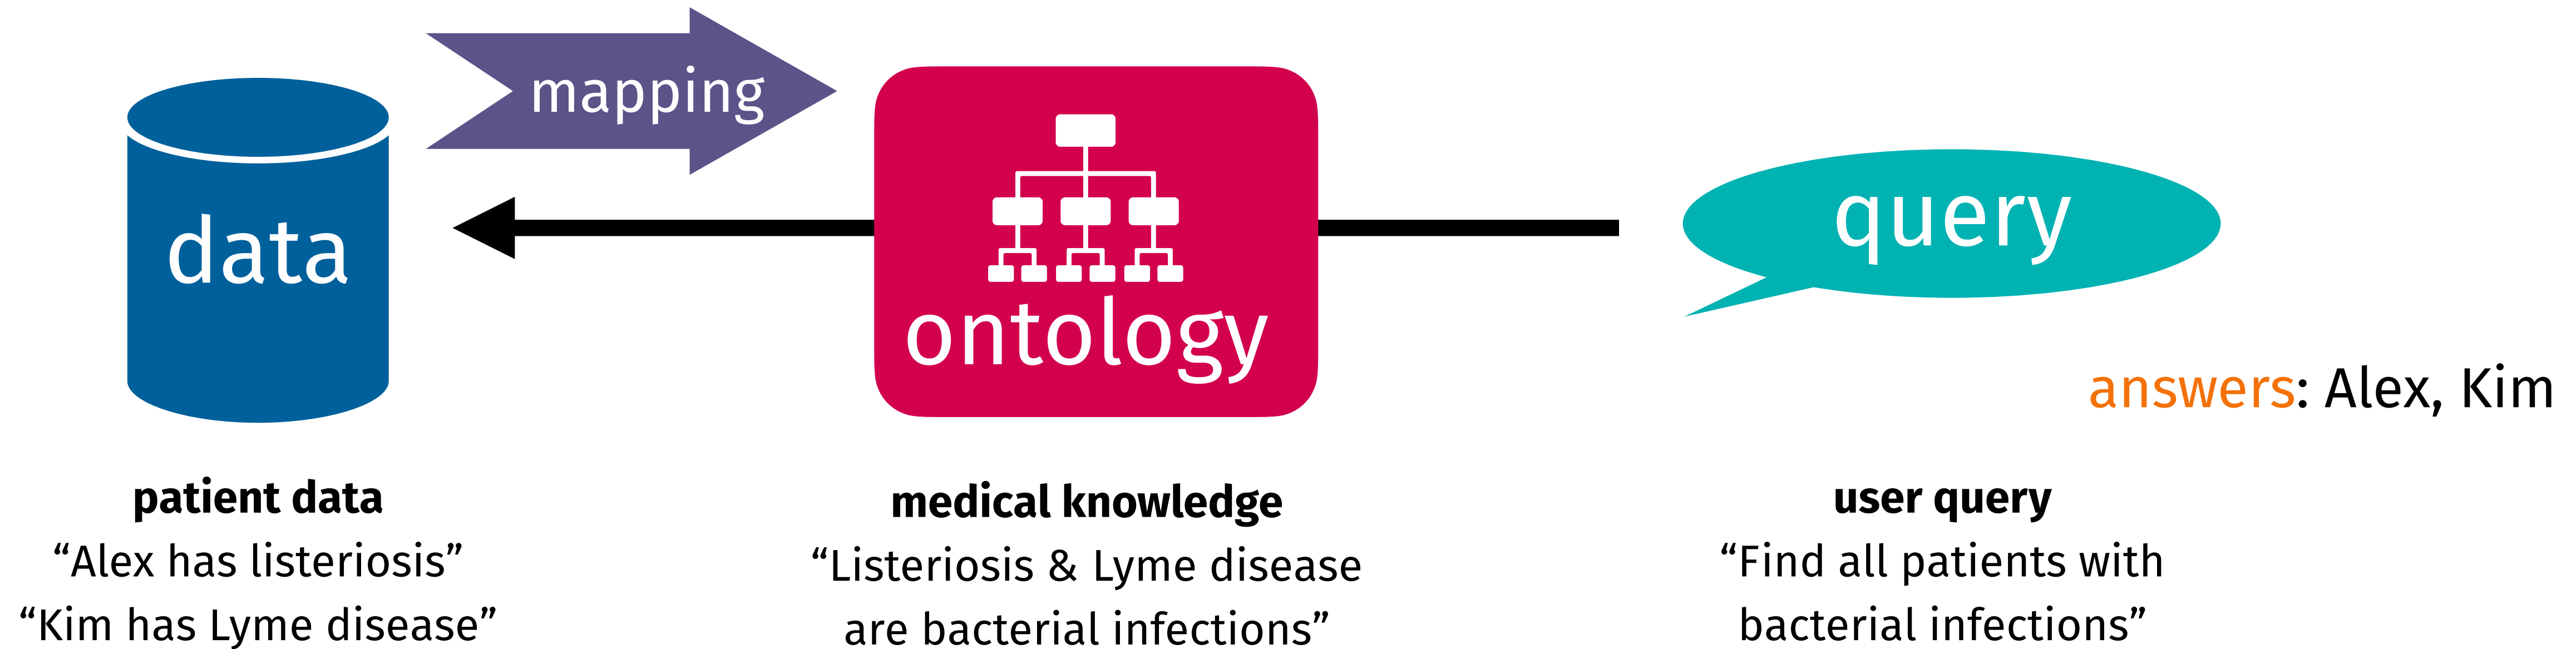 mapping
data
ontology
query
answers: Alex, Kim
patient data
“Alex has listeriosis”
“Kim has Lyme disease”
medical knowledge
“Listeriosis & Lyme disease
are bacterial infections”
user query
“Find all patients with
bacterial infections”